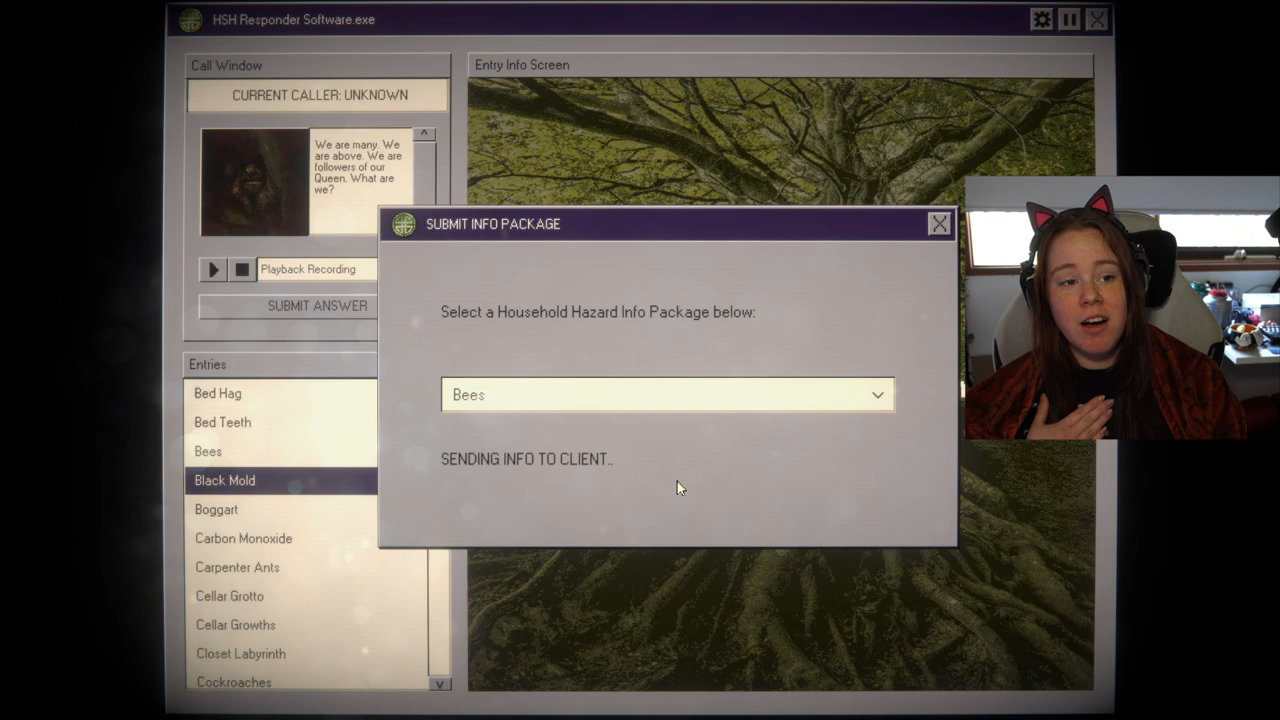 HSH Responder Software.exe
Call Window
CURRENT CALLER: UNKNOWN
We are many. We
are above. We are
followers of our
Queen. What are
we?
Playback Recording
SUBMIT ANSWER
Entries
Bed Hag
Bed Teeth
Bees
Black Mold
Boggart
Carbon Monoxide
Carpenter Ants
Cellar Grotto
Cellar Growths
Closet Labyrinth
Cockroaches
Entry Info Screen
SUBMIT INFO PACKAGE
Select a Household Hazard Info Package below:
Bees
SENDING INFO TO CLIENT..